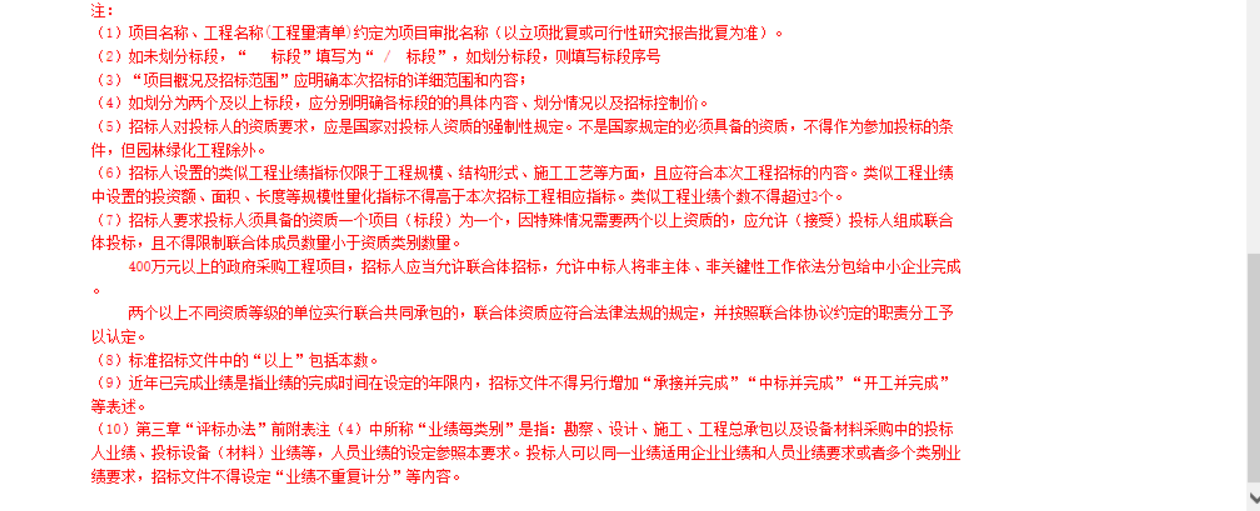 注:
(1) 项目名称、工程名称(工程量清单)约定为项目审批名称（以立项批复或可行性研究报告批复为准）。
(2) 如未划分标段，“   标段”填写为“ /  标段”，如划分标段，则填写标段序号
(3) “项目概况及招标范围”应明确本次招标的详细范围和内容；
(4) 如划分为两个及以上标段，应分别明确各标段的的具体内容、划分情况以及招标控制价。
(5) 招标人对投标人的资质要求，应是国家对投标人资质的强制性规定。不是国家规定的必须具备的资质，不得作为参加投标的条
件，但园林绿化工程除外。
(6) 招标人设置的类似工程业绩指标仅限于工程规模、结构形式、施工工艺等方面，且应符合本次工程招标的内容。类似工程业绩
中设置的投资额、面积、长度等规模性量化指标不得高于本次招标工程相应指标。类似工程业绩个数不得超过3个。
(7) 招标人要求投标人须具备的资质一个项目（标段）为一个，因特殊情况需要两个以上资质的，应允许（接受）投标人组成联合
体投标，且不得限制联合体成员数量小于资质类别数量。
400万元以上的政府采购工程项目，招标人应当允许联合体招标，允许中标人将非主体、非关键性工作依法分包给中小企业完成
。
两个以上不同资质等级的单位实行联合共同承包的，联合体资质应符合法律法规的规定，并按照联合体协议约定的职责分工予
以认定。
(8) 标准招标文件中的“以上”包括本数。
(9) 近年已完成业绩是指业绩的完成时间在设定的年限内，招标文件不得另行增加“承接并完成”“中标并完成”“开工并完成”
等表述。
(10) 第三章“评标办法”前附表注（4）中所称“业绩每类别”是指：勘察、设计、施工、工程总承包以及设备材料采购中的投标
人业绩、投标设备（材料）业绩等，人员业绩的设定参照本要求。投标人可以同一业绩适用企业业绩和人员业绩要求或者多个类别业
绩要求，招标文件不得设定“业绩不重复计分”等内容。